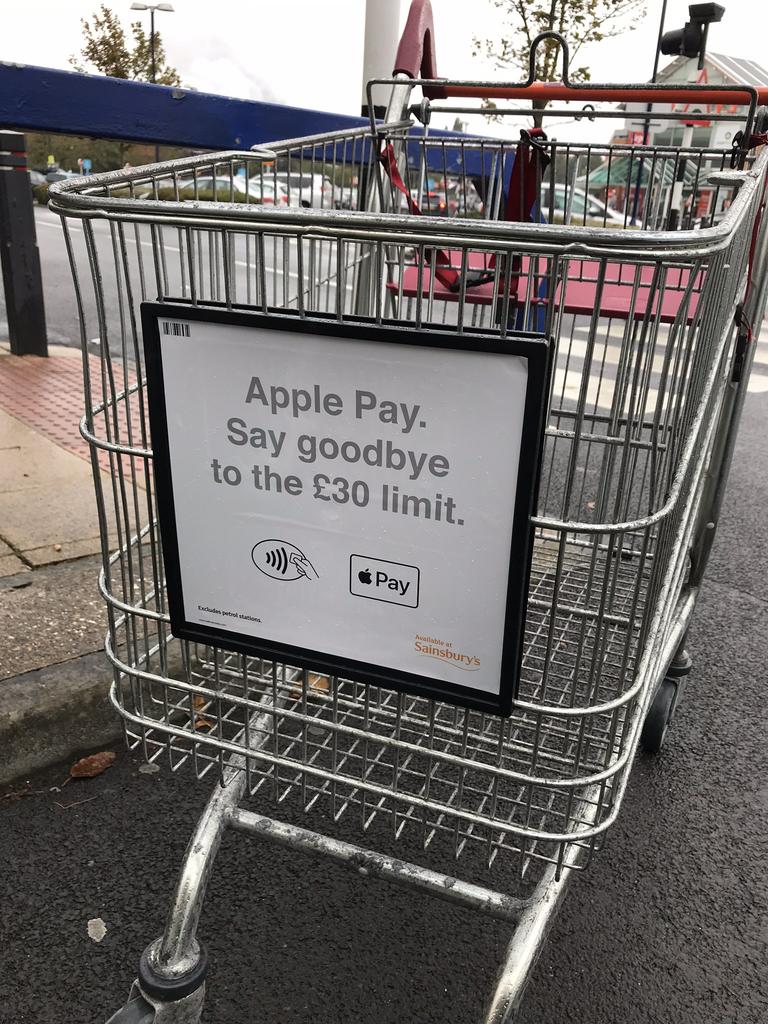 Apple Pay.
Say goodbye
to the £30 limit.
Pay
Excludes petrol stations.
Available at
Sainsbury's